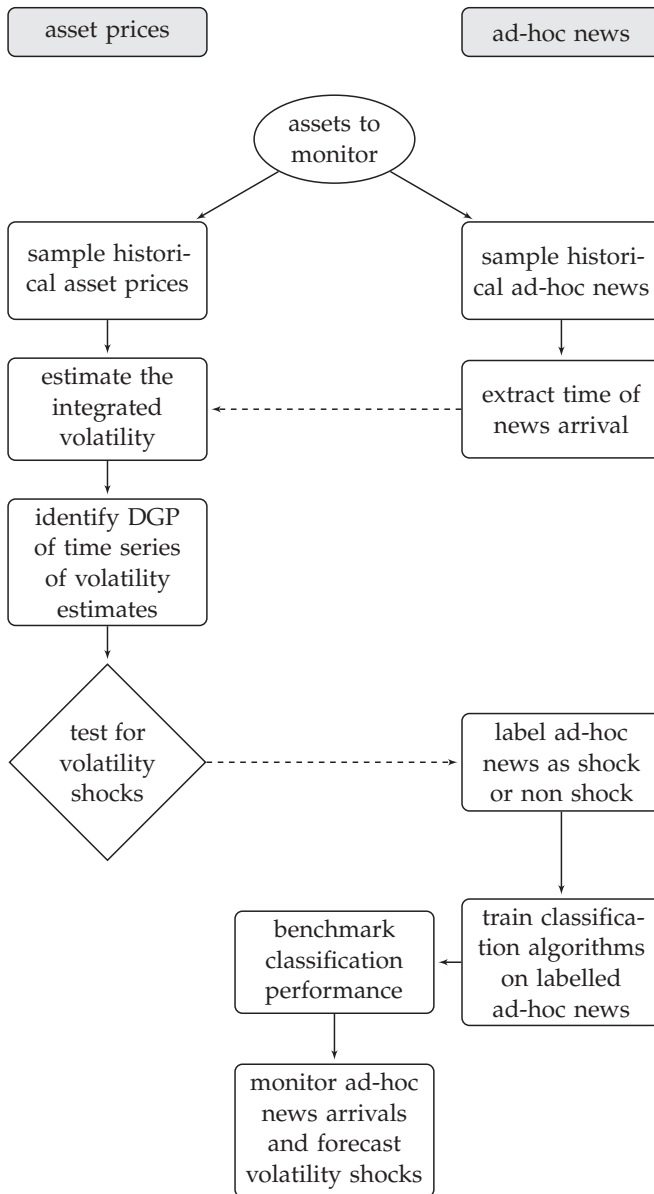 asset prices
ad-hoc news
assets to
monitor
sample histori-
cal asset prices
sample histori-
cal ad-hoc news
estimate the
integrated
volatility
extract time of
news arrival
identify DGP
of time series
of volatility
estimates
test for
volatility
shocks
label ad-hoc
news as shock
or non shock
train classifica-
tion algorithms
on labelled
ad-hoc news
benchmark
classification
performance
monitor ad-hoc
news arrivals
and forecast
volatility shocks